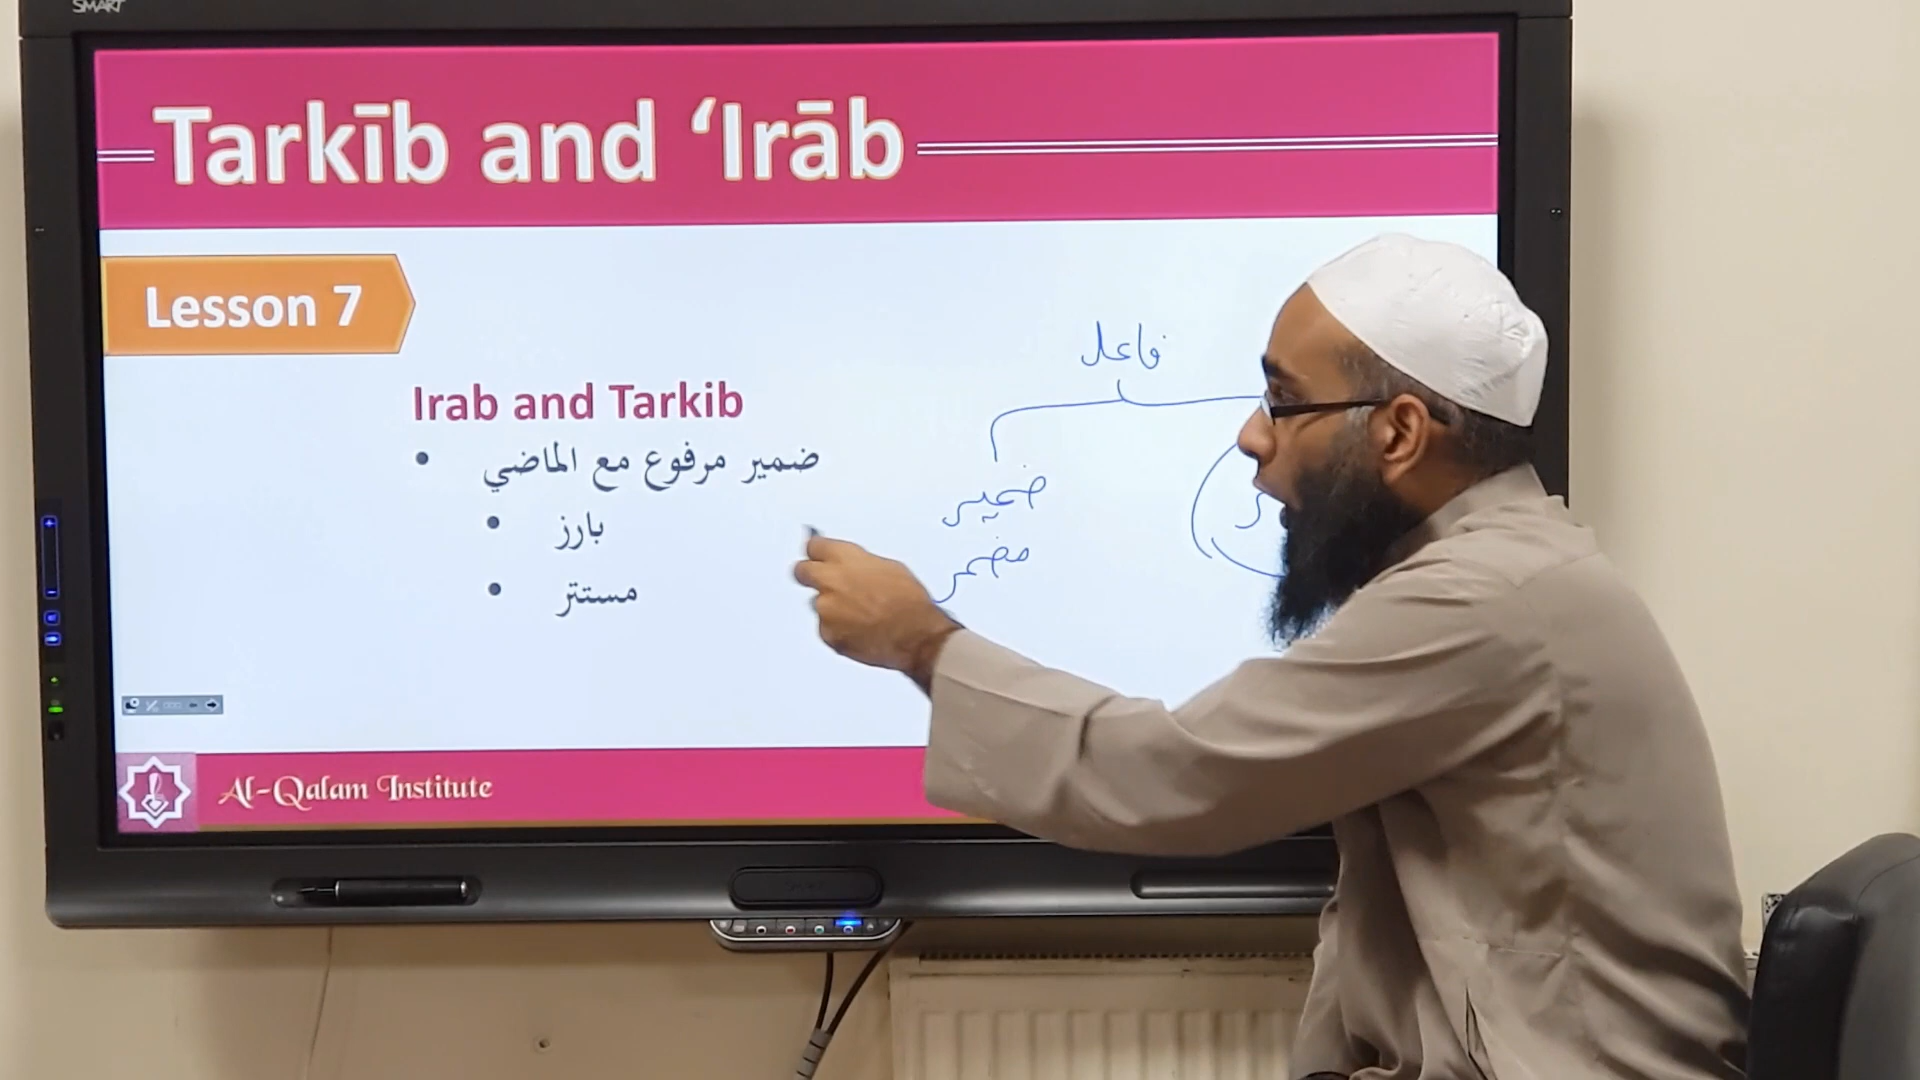 SMART
Tarkīb and ‘Irāb
Lesson 7
Irab and Tarkib
• ضمير مرفوع مع الماضي
• بارز
• مستتر
فاعل
ضمير
مضمر
Al-Qalam Institute